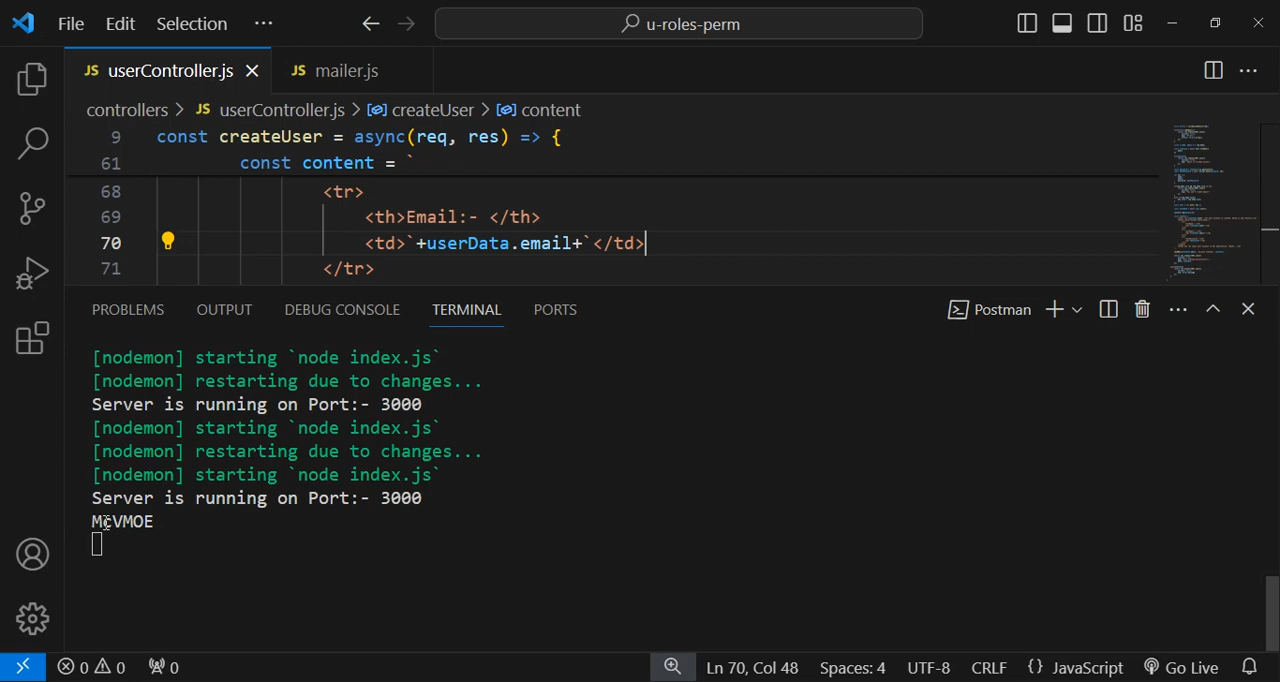 File Edit Selection ··· u-roles-perm
JS userController.js JS mailer.js
controllers > JS userController.js > createUser > content
9 const createUser = async(req, res) => {
61 const content = `
68 <tr>
69 <th>Email:- </th>
70 <td>`+userData.email+`</td>
71 </tr>
PROBLEMS OUTPUT DEBUG CONSOLE TERMINAL PORTS Postman
[nodemon] starting `node index.js`
[nodemon] restarting due to changes...
Server is running on Port:- 3000
[nodemon] starting `node index.js`
[nodemon] restarting due to changes...
[nodemon] starting `node index.js`
Server is running on Port:- 3000
0 0 0 Ln 70, Col 48 Spaces: 4 UTF-8 CRLF {} JavaScript Go Live